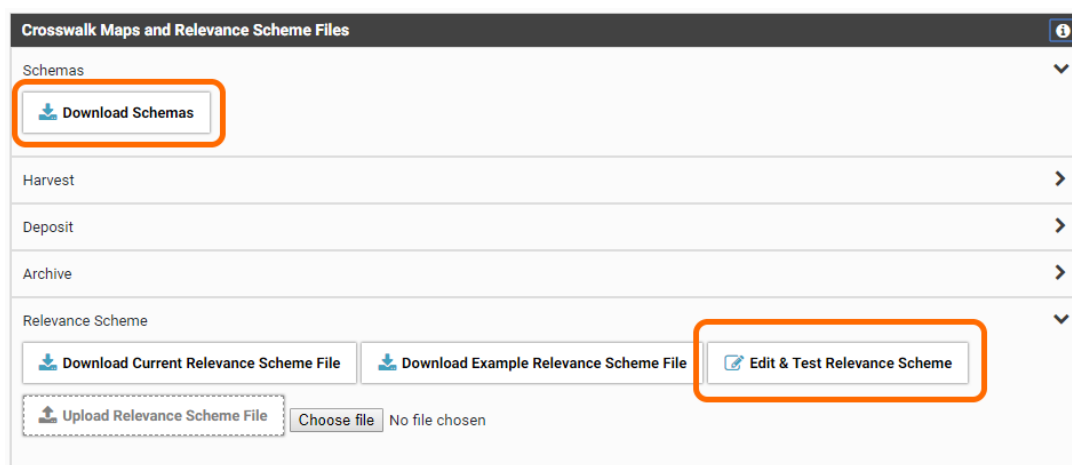 Crosswalk Maps and Relevance Scheme Files
Schemas
Download Schemas
Harvest
Deposit
Archive
Relevance Scheme
Download Current Relevance Scheme File Download Example Relevance Scheme File Edit & Test Relevance Scheme
Upload Relevance Scheme File Choose file No file chosen